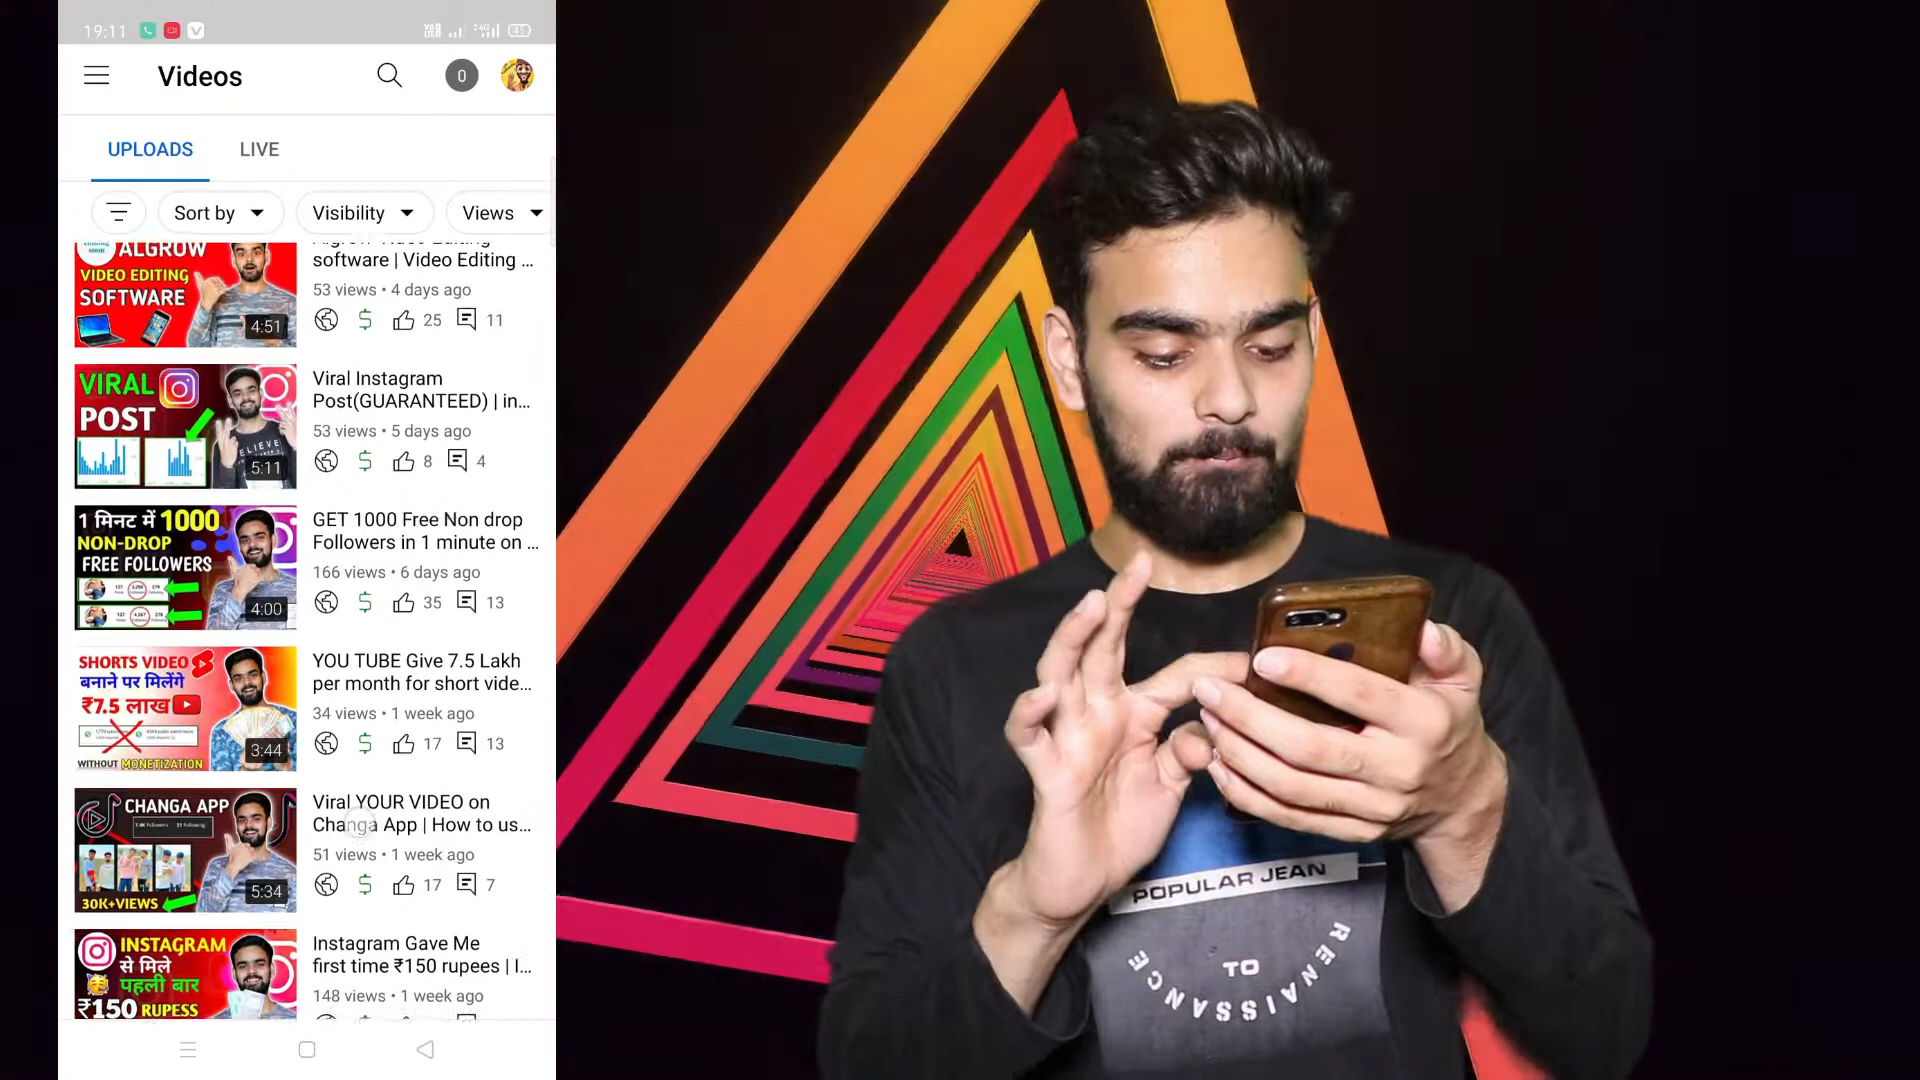 19:11
45
Videos
0
UPLOADS
LIVE
Sort by
Visibility
Views
ALGROW
VIDEO EDITING
SOFTWARE
4:51
software | Video Editing ...
53 views • 4 days ago
25
11
VIRAL
POST
5:11
Viral Instagram
Post(GUARANTEED) | in...
53 views • 5 days ago
8
4
1 मिनट में 1000
NON-DROP
FREE FOLLOWERS
4:00
GET 1000 Free Non drop
Followers in 1 minute on ...
166 views • 6 days ago
35
13
SHORTS VIDEO
बनाने पर मिलेंगे
₹7.5 लाख
WITHOUT MONETIZATION
3:44
YOU TUBE Give 7.5 Lakh
per month for short vide...
34 views • 1 week ago
17
13
CHANGA APP
30K+VIEWS
5:34
Viral YOUR VIDEO on
Changa App | How to us...
51 views • 1 week ago
17
7
INSTAGRAM
से मिले
पहली बार
₹150 RUPESS
Instagram Gave Me
first time ₹150 rupees | I...
148 views • 1 week ago
POPULAR JEAN
TO
RENAISSANCE